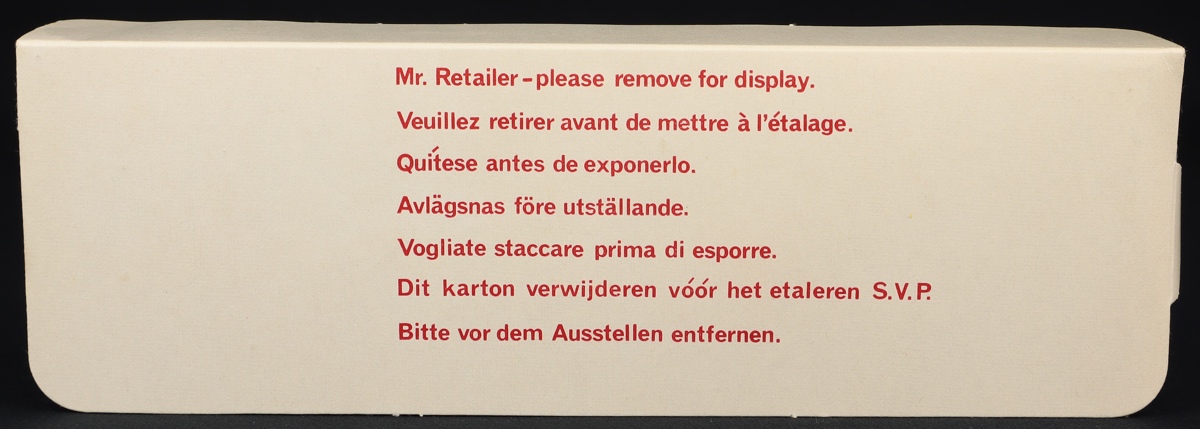 Mr. Retailer – please remove for display.
Veuillez retirer avant de mettre à l'étalage.
Quítese antes de exponerlo.
Avlägsnas före utställande.
Vogliate staccare prima di esporre.
Dit karton verwijderen vóór het etaleren S.V.P.
Bitte vor dem Ausstellen entfernen.